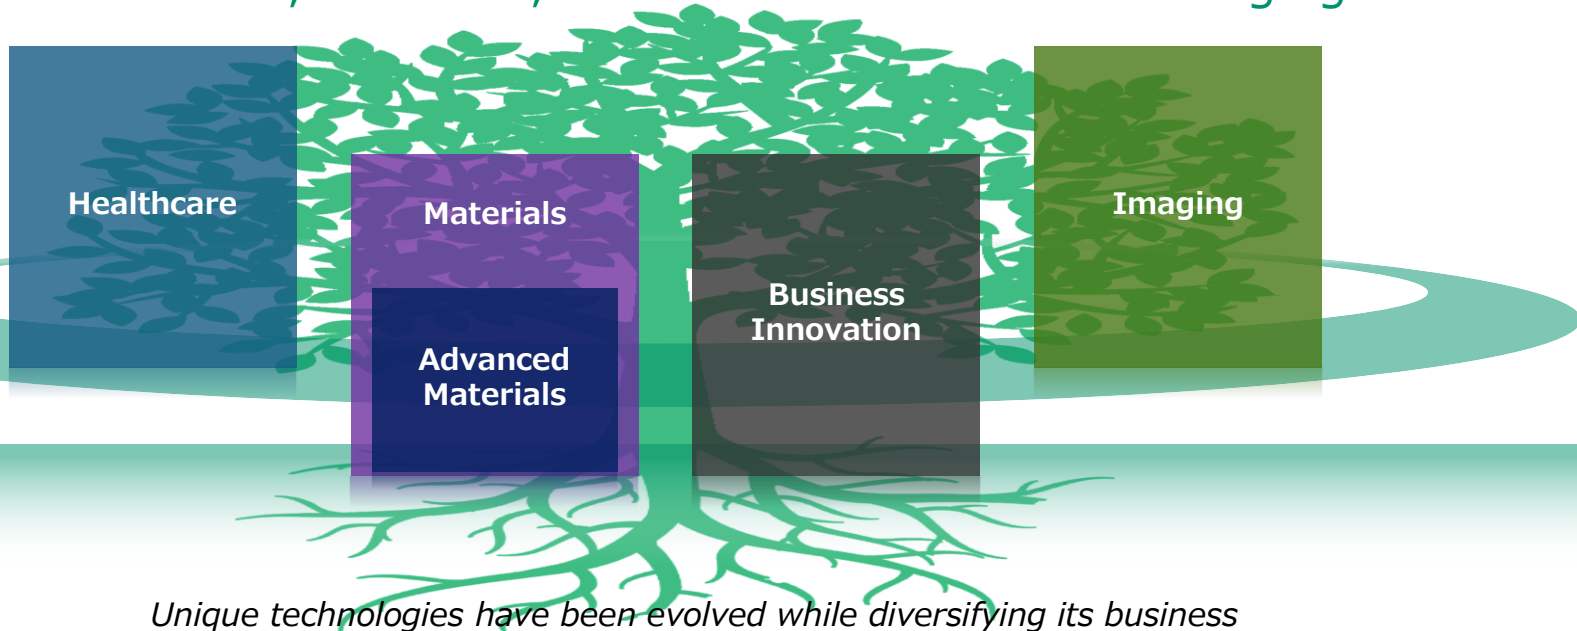 Healthcare
Materials
Advanced
Materials
Business
Innovation
Imaging
Unique technologies have been evolved while diversifying its business